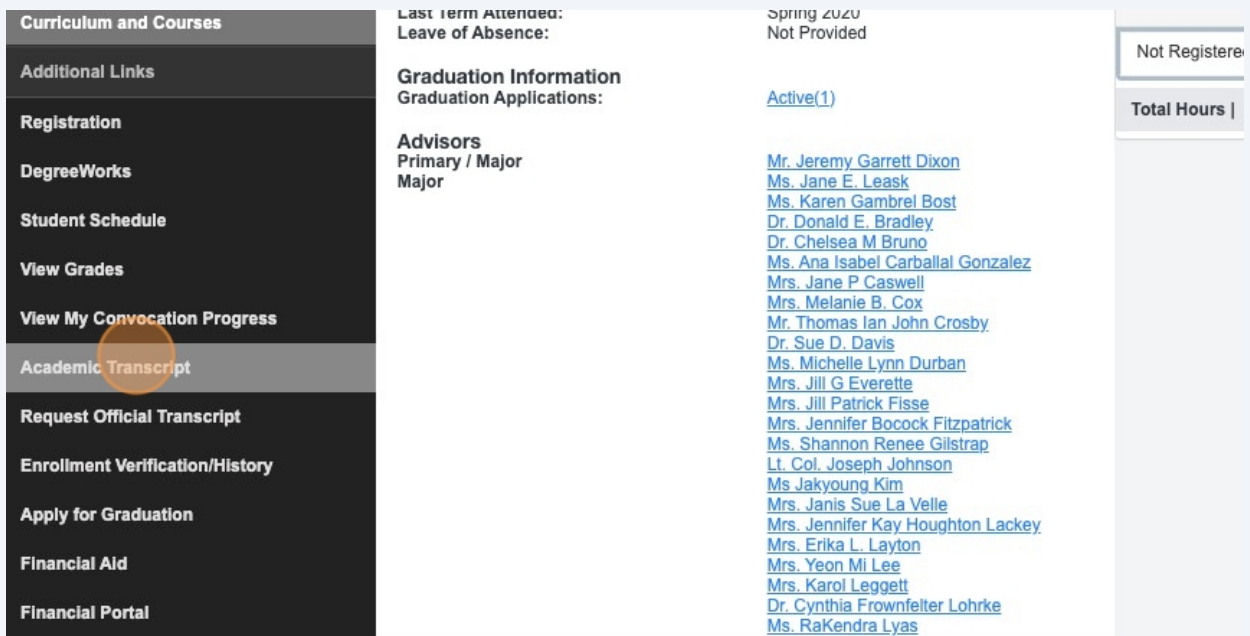 Curriculum and Courses
Additional Links
Registration
DegreeWorks
Student Schedule
View Grades
View My Convocation Progress
Academic Transcript
Request Official Transcript
Enrollment Verification/History
Apply for Graduation
Financial Aid
Financial Portal
Last Term Attended: Spring 2020
Leave of Absence: Not Provided
Graduation Information
Graduation Applications: Active(1)
Advisors
Primary / Major Mr. Jeremy Garrett Dixon
Major Ms. Jane E. Leask
Ms. Karen Gambrel Bost
Dr. Donald E. Bradley
Dr. Chelsea M Bruno
Ms. Ana Isabel Carballal Gonzalez
Mrs. Jane P Caswell
Mrs. Melanie B. Cox
Mr. Thomas Ian John Crosby
Dr. Sue D. Davis
Ms. Michelle Lynn Durban
Mrs. Jill G Everette
Mrs. Jill Patrick Fisse
Mrs. Jennifer Bocock Fitzpatrick
Ms. Shannon Renee Gilstrap
Lt. Col. Joseph Johnson
Ms Jakyoung Kim
Mrs. Janis Sue La Velle
Mrs. Jennifer Kay Houghton Lackey
Mrs. Erika L. Layton
Mrs. Yeon Mi Lee
Mrs. Karol Leggett
Dr. Cynthia Frownfelter Lohrke
Ms. RaKendra Lyas
Not Registere
Total Hours |